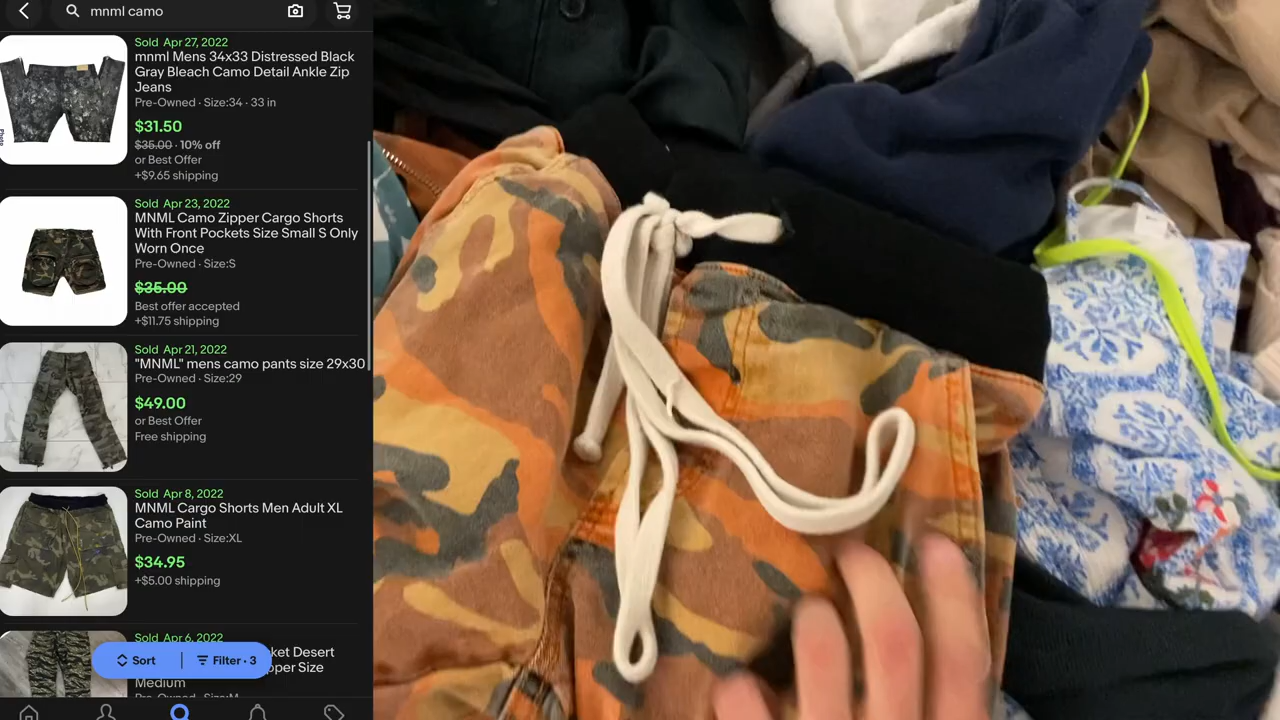 mnml camo
Sold Apr 27, 2022
mnml Mens 34x33 Distressed Black
Gray Bleach Camo Detail Ankle Zip
Jeans
Pre-Owned · Size:34 · 33 in
$31.50
$35.00 · 10% off
or Best Offer
+$9.65 shipping
Sold Apr 23, 2022
MNML Camo Zipper Cargo Shorts
With Front Pockets Size Small S Only
Worn Once
Pre-Owned · Size:S
$35.00
Best offer accepted
+$11.75 shipping
Sold Apr 21, 2022
"MNML" mens camo pants size 29x30
Pre-Owned · Size:29
$49.00
or Best Offer
Free shipping
Sold Apr 8, 2022
MNML Cargo Shorts Men Adult XL
Camo Paint
Pre-Owned · Size:XL
$34.95
+$5.00 shipping
Sold Apr 6, 2022
ket Desert
pper Size
Medium
Sort
Filter · 3